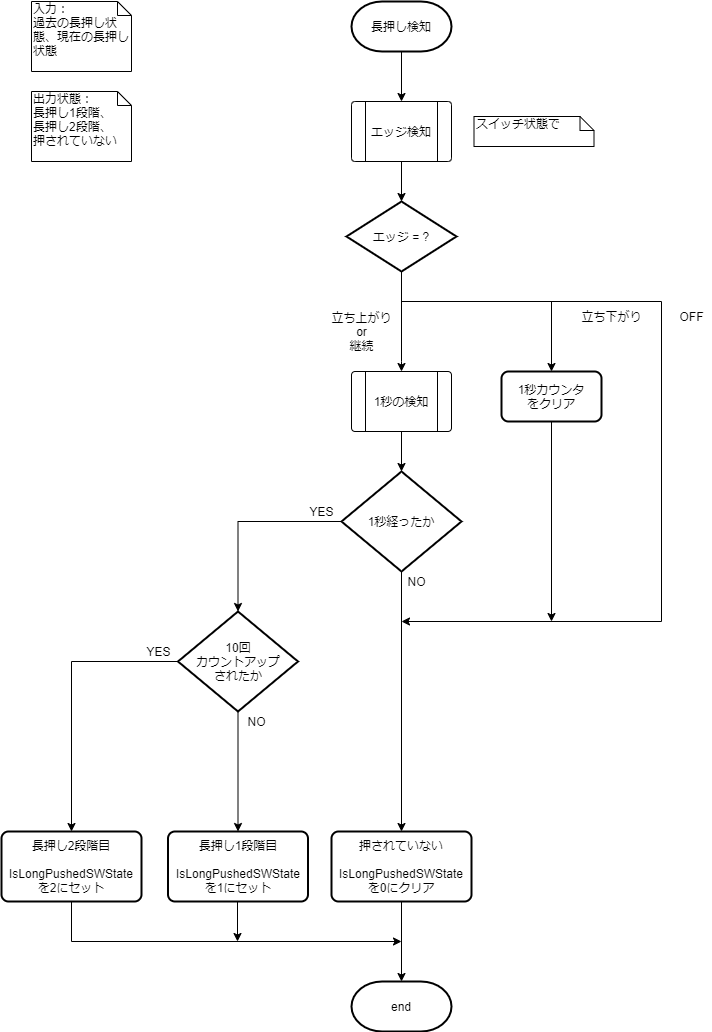 入力：
過去の長押し状
態、現在の長押し
状態
長押し検知
出力状態：
長押し1段階、
長押し2段階、
押されていない
エッジ検知
スイッチ状態で
エッジ = ?
立ち上がり
or
継続
立ち下がり
OFF
1秒の検知
1秒カウンタ
をクリア
1秒経ったか
YES
NO
10回
カウントアップ
されたか
YES
NO
長押し2段階目
IsLongPushedSWState
を2にセット
長押し1段階目
IsLongPushedSWState
を1にセット
押されていない
IsLongPushedSWState
を0にクリア
end